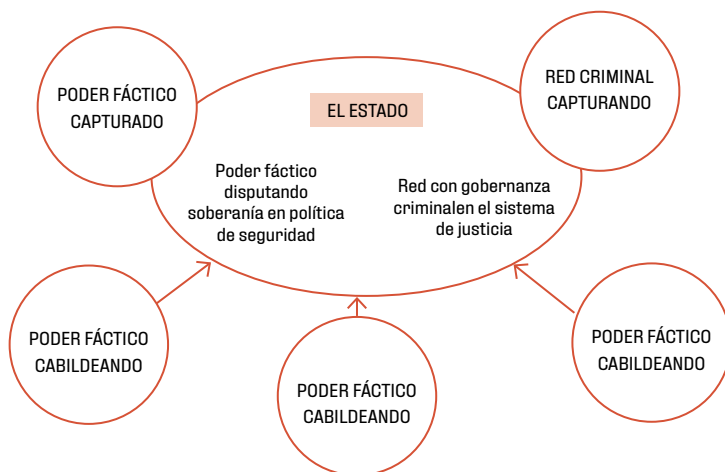 PODER FÁCTICO
CAPTURADO
RED CRIMINAL
CAPTURANDO
EL ESTADO
Poder fáctico
disputando
soberanía en política
de seguridad
Red con gobernanza
criminalen el sistema
de justicia
PODER FÁCTICO
CABILDEANDO
PODER FÁCTICO
CABILDEANDO
PODER FÁCTICO
CABILDEANDO